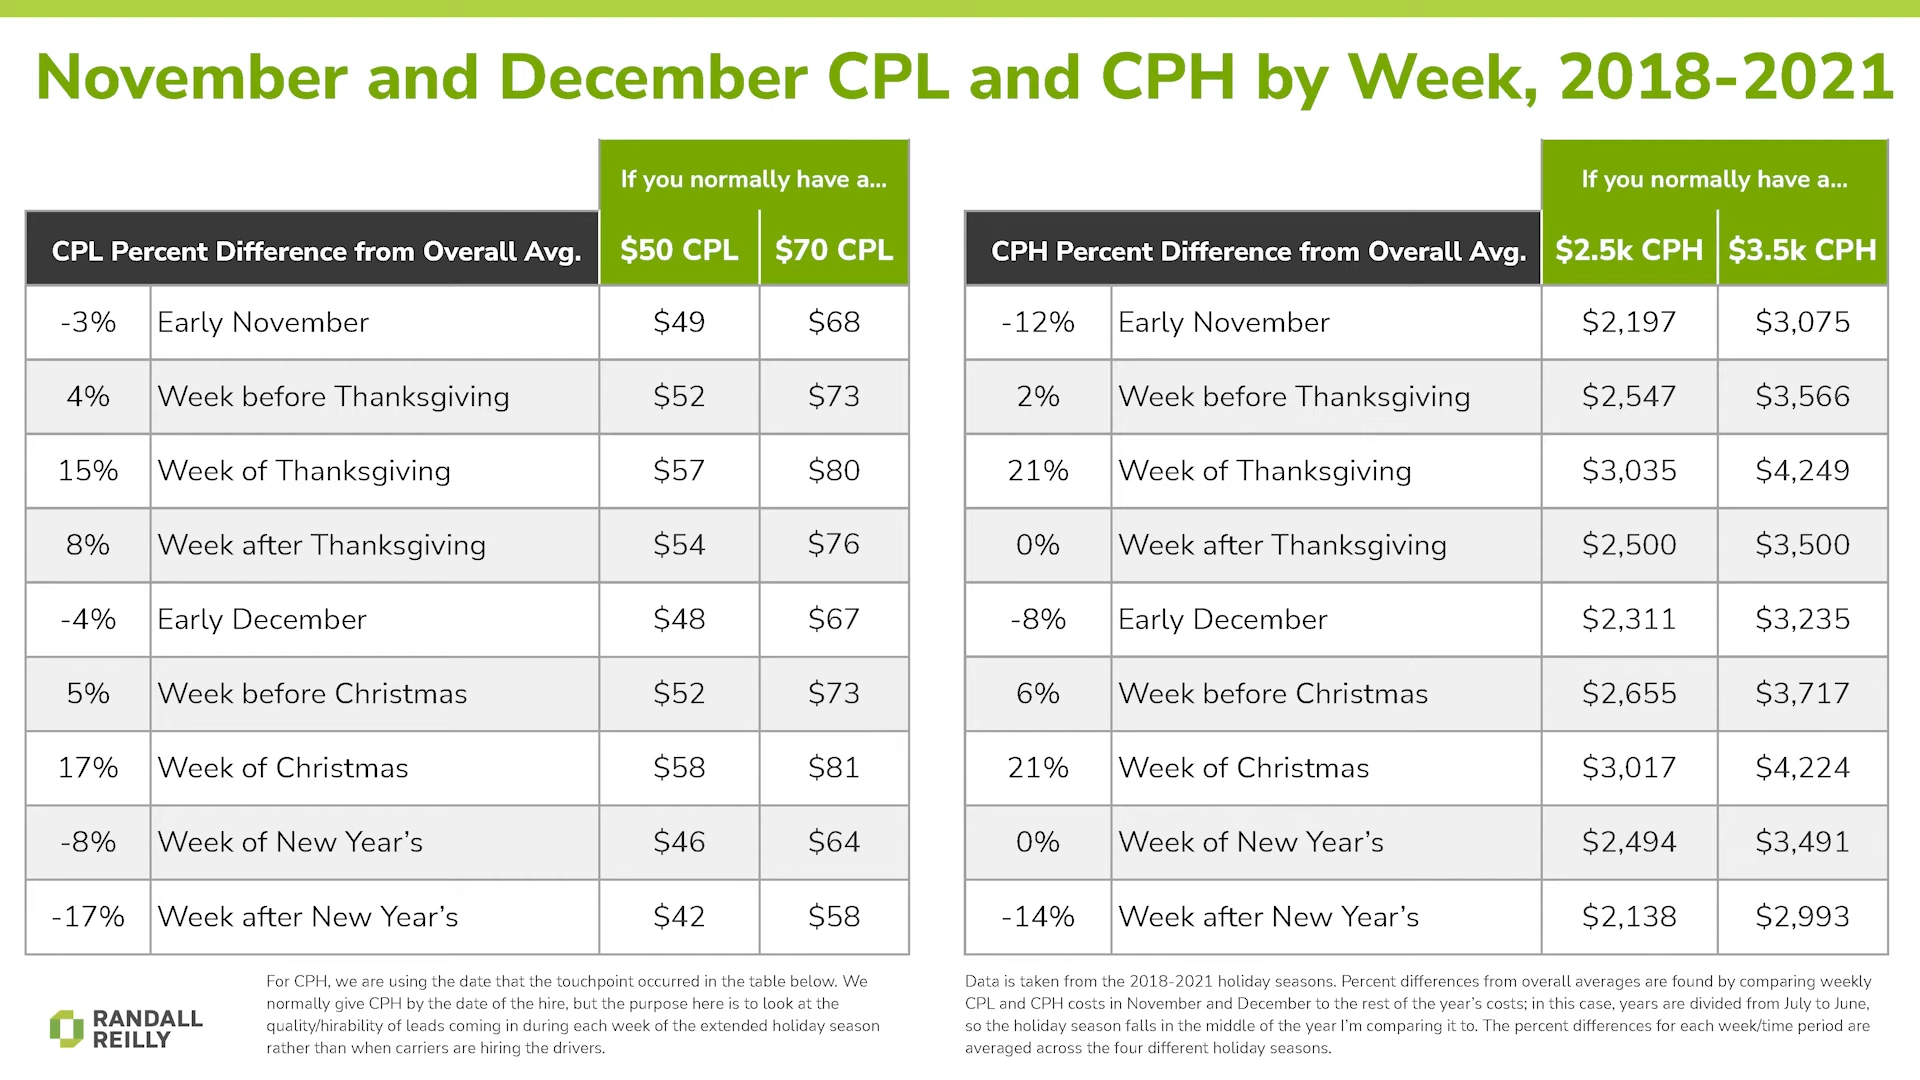 November and December CPL and CPH by Week, 2018-2021
If you normally have a...
CPL Percent Difference from Overall Avg. $50 CPL $70 CPL
-3% Early November $49 $68
4% Week before Thanksgiving $52 $73
15% Week of Thanksgiving $57 $80
8% Week after Thanksgiving $54 $76
-4% Early December $48 $67
5% Week before Christmas $52 $73
17% Week of Christmas $58 $81
-8% Week of New Year’s $46 $64
-17% Week after New Year’s $42 $58
If you normally have a...
CPH Percent Difference from Overall Avg. $2.5k CPH $3.5k CPH
-12% Early November $2,197 $3,075
2% Week before Thanksgiving $2,547 $3,566
21% Week of Thanksgiving $3,035 $4,249
0% Week after Thanksgiving $2,500 $3,500
-8% Early December $2,311 $3,235
6% Week before Christmas $2,655 $3,717
21% Week of Christmas $3,017 $4,224
0% Week of New Year’s $2,494 $3,491
-14% Week after New Year’s $2,138 $2,993
RANDALL
REILLY
For CPH, we are using the date that the touchpoint occurred in the table below. We
normally give CPH by the date of the hire, but the purpose here is to look at the
quality/hirability of leads coming in during each week of the extended holiday season
rather than when carriers are hiring the drivers.
Data is taken from the 2018-2021 holiday seasons. Percent differences from overall averages are found by comparing weekly
CPL and CPH costs in November and December to the rest of the year’s costs; in this case, years are divided from July to June,
so the holiday season falls in the middle of the year I’m comparing it to. The percent differences for each week/time period are
averaged across the four different holiday seasons.